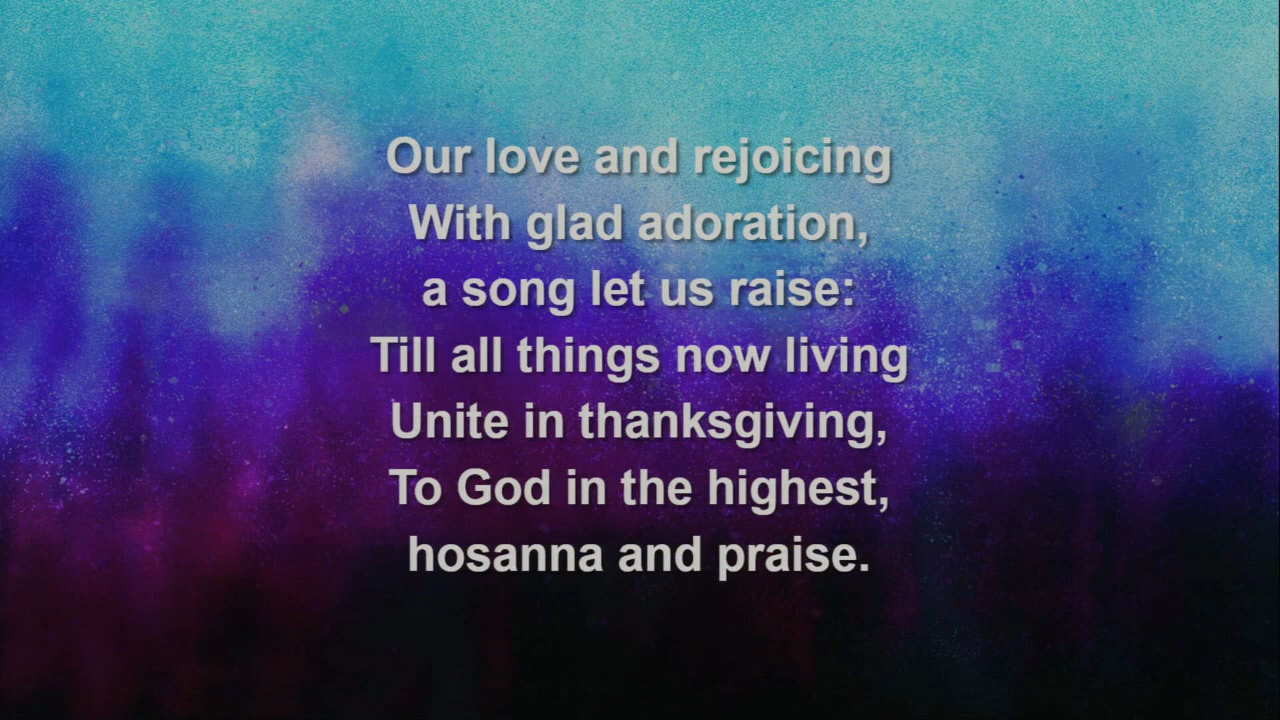 Our love and rejoicing
With glad adoration,
a song let us raise:
Till all things now living
Unite in thanksgiving,
To God in the highest,
hosanna and praise.